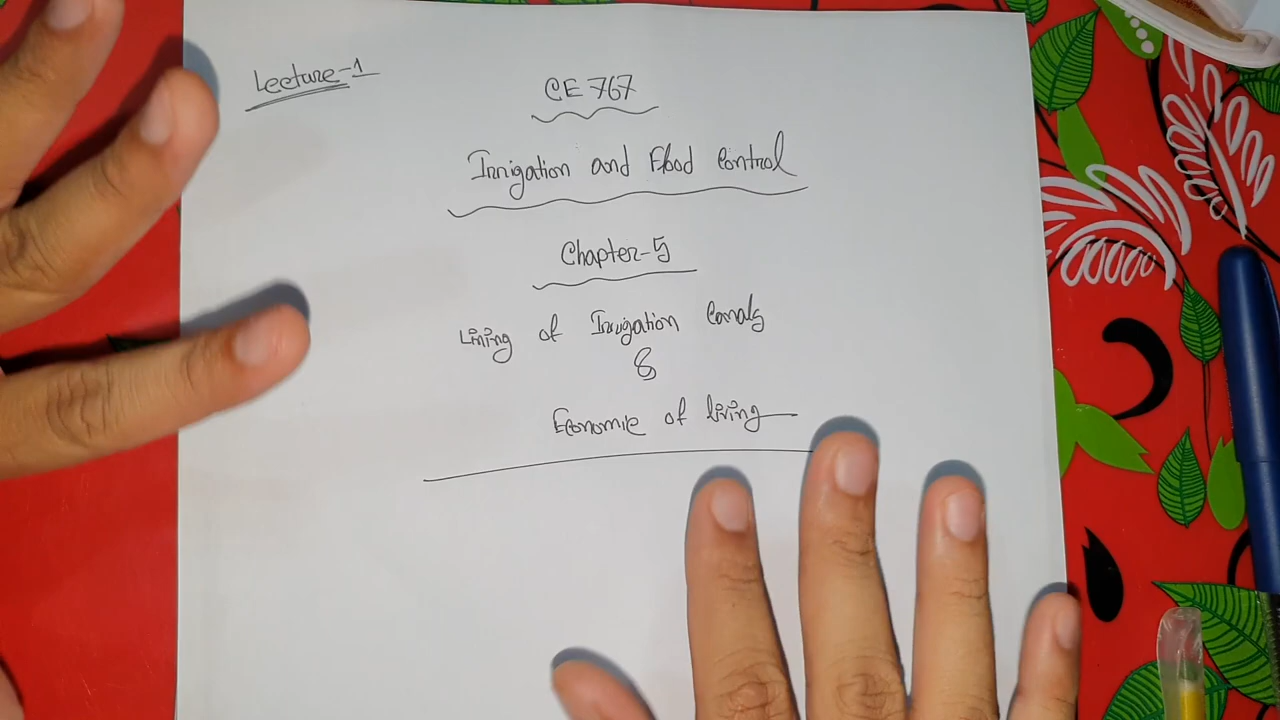 Lecture-1
CE 767
Irrigation and Flood Control
Chapter-5
Lining of Irrigation Canals
&
Economic of lining